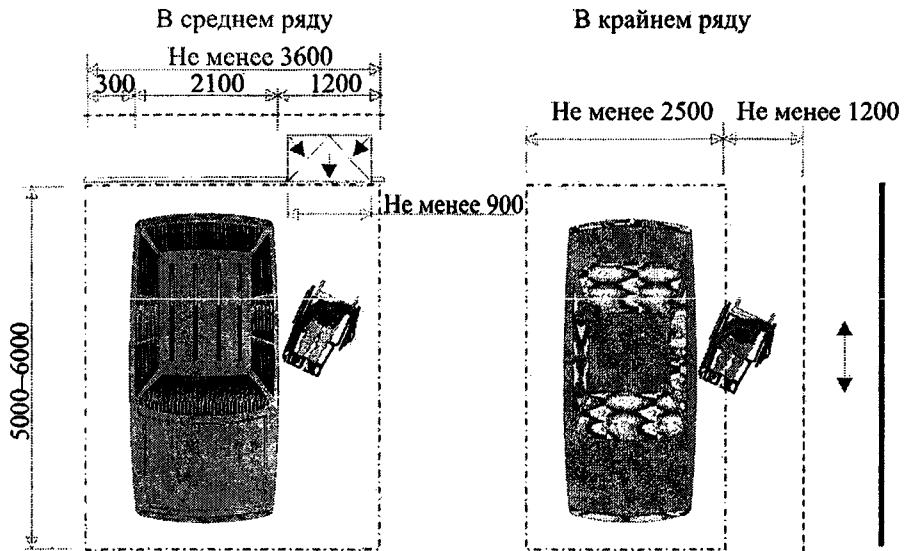 В среднем ряду
В крайнем ряду
Не менее 3600
300
2100
1200
Не менее 2500
Не менее 1200
Не менее 900
5000–6000